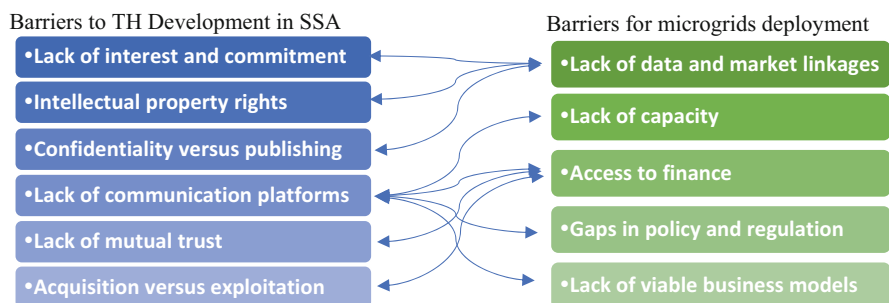 Barriers to TH Development in SSA
•Lack of interest and commitment
•Intellectual property rights
•Confidentiality versus publishing
•Lack of communication platforms
•Lack of mutual trust
•Acquisition versus exploitation
Barriers for microgrids deployment
•Lack of data and market linkages
•Lack of capacity
•Access to finance
•Gaps in policy and regulation
•Lack of viable business models